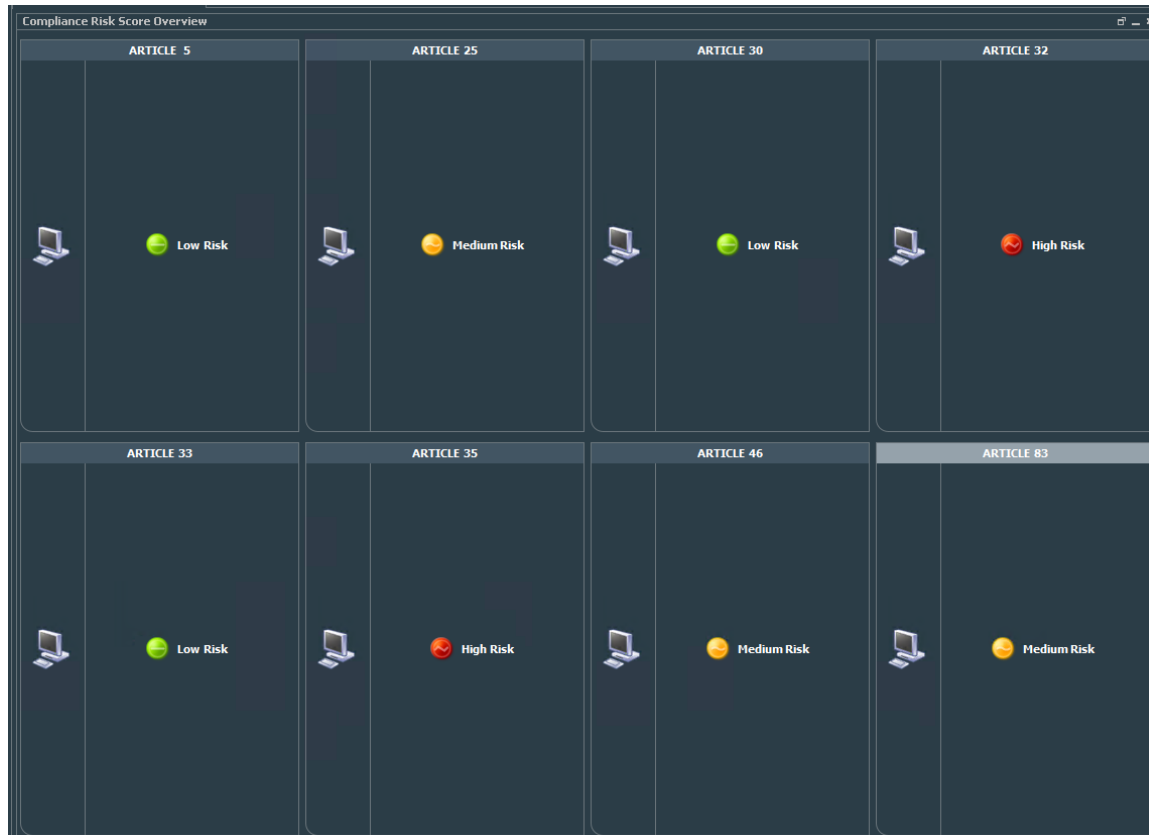 Compliance Risk Score Overview
ARTICLE 5
ARTICLE 25
ARTICLE 30
ARTICLE 32
Low Risk
Medium Risk
Low Risk
High Risk
ARTICLE 33
ARTICLE 35
ARTICLE 46
ARTICLE 83
Low Risk
High Risk
Medium Risk
Medium Risk